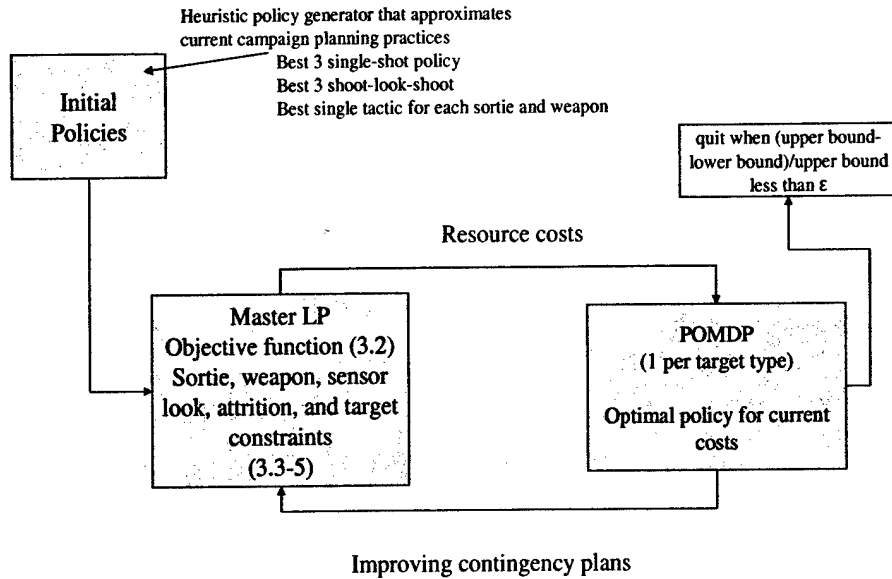 Heuristic policy generator that approximates
current campaign planning practices
Best 3 single-shot policy
Best 3 shoot-look-shoot
Best single tactic for each sortie and weapon
Initial
Policies
quit when (upper bound-
lower bound)/upper bound
less than ε
Resource costs
Master LP
Objective function (3.2)
Sortie, weapon, sensor
look, attrition, and target
constraints
(3.3-5)
POMDP
(1 per target type)
Optimal policy for current
costs
Improving contingency plans